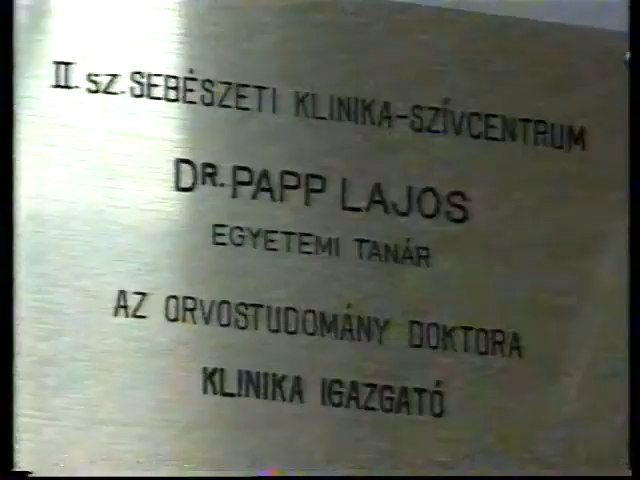 II. SZ. SEBÉSZETI KLINIKA-SZÍVCENTRUM
DR. PAPP LAJOS
EGYETEMI TANÁR
AZ ORVOSTUDOMÁNY DOKTORA
KLINIKA IGAZGATÓ